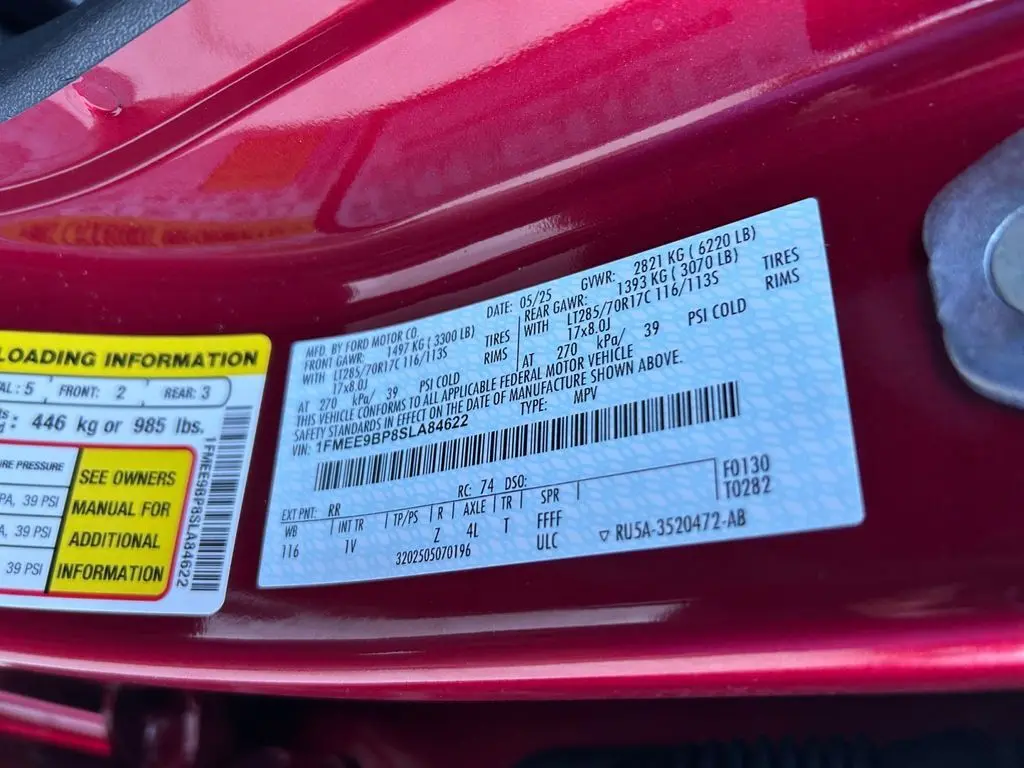 LOADING INFORMATION
AL: 5 FRONT: 2 REAR: 3
446 kg or 985 lbs.
RE PRESSURE
PA, 39 PSI
A, 39 PSI
39 PSI
SEE OWNERS
MANUAL FOR
ADDITIONAL
INFORMATION
1FMEE9BP8SLA84622
MFD. BY FORD MOTOR CO. DATE: 05/25 GVWR: 2821 KG ( 6220 LB)
FRONT GAWR: 1497 KG ( 3300 LB) REAR GAWR: 1393 KG ( 3070 LB)
WITH LT285/70R17C 116/113S TIRES WITH LT285/70R17C 116/113S TIRES
17x8.0J RIMS 17x8.0J RIMS
AT 270 kPa/ 39 PSI COLD AT 270 kPa/ 39 PSI COLD
THIS VEHICLE CONFORMS TO ALL APPLICABLE FEDERAL MOTOR VEHICLE
SAFETY STANDARDS IN EFFECT ON THE DATE OF MANUFACTURE SHOWN ABOVE.
VIN: 1FMEE9BP8SLA84622 TYPE: MPV
EXT PNT: RR RC: 74 DSO: F0130
WB INT TR TP/PS R AXLE TR SPR T0282
116 1V Z 4L T FFFF
3202505070196 ULC ▽ RU5A-3520472-AB